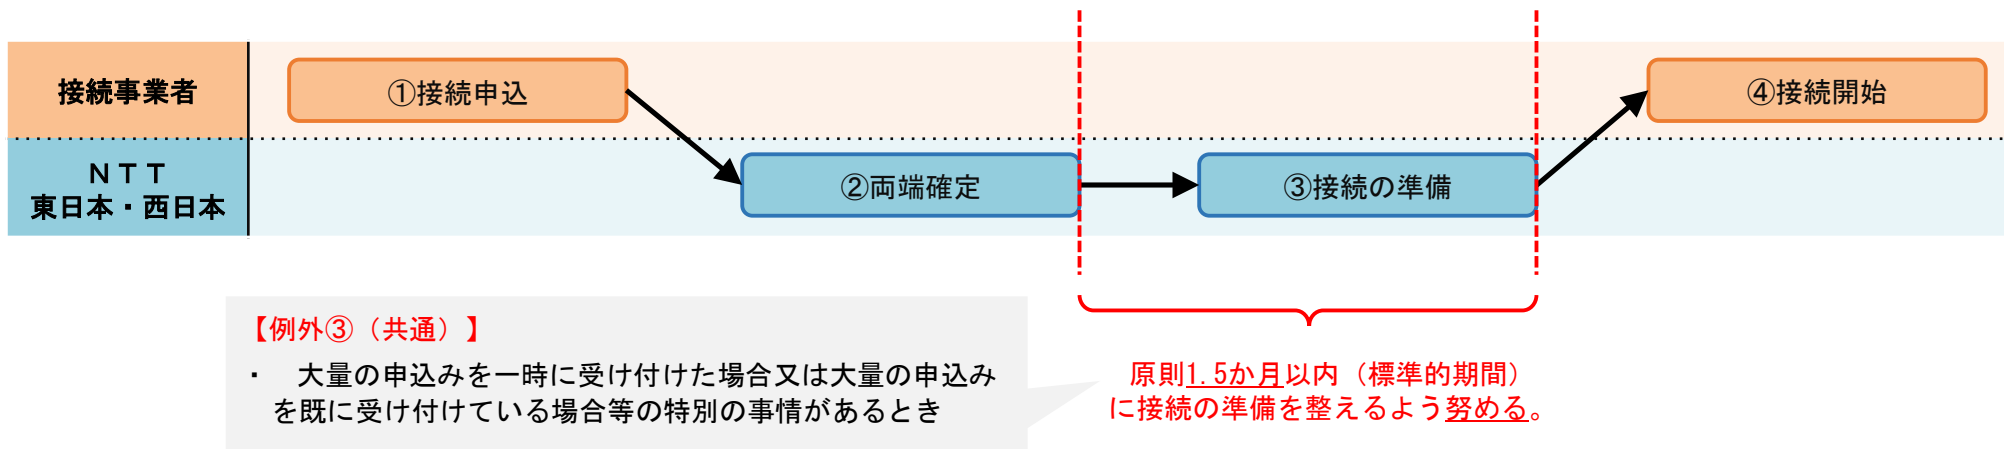 接続事業者
①接続申込
④接続開始
ＮＴＴ
東日本・西日本
②両端確定
③接続の準備
【例外③（共通）】
・　大量の申込みを一時に受け付けた場合又は大量の申込み
を既に受け付けている場合等の特別の事情があるとき
原則1.5か月以内（標準的期間）
に接続の準備を整えるよう努める。